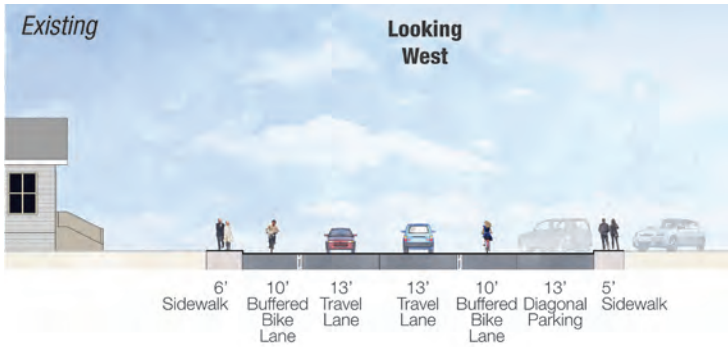 Existing
Looking
West
6'
Sidewalk
10'
Buffered
Bike
Lane
13'
Travel
Lane
13'
Travel
Lane
10'
Buffered
Bike
Lane
13'
Diagonal
Parking
5'
Sidewalk